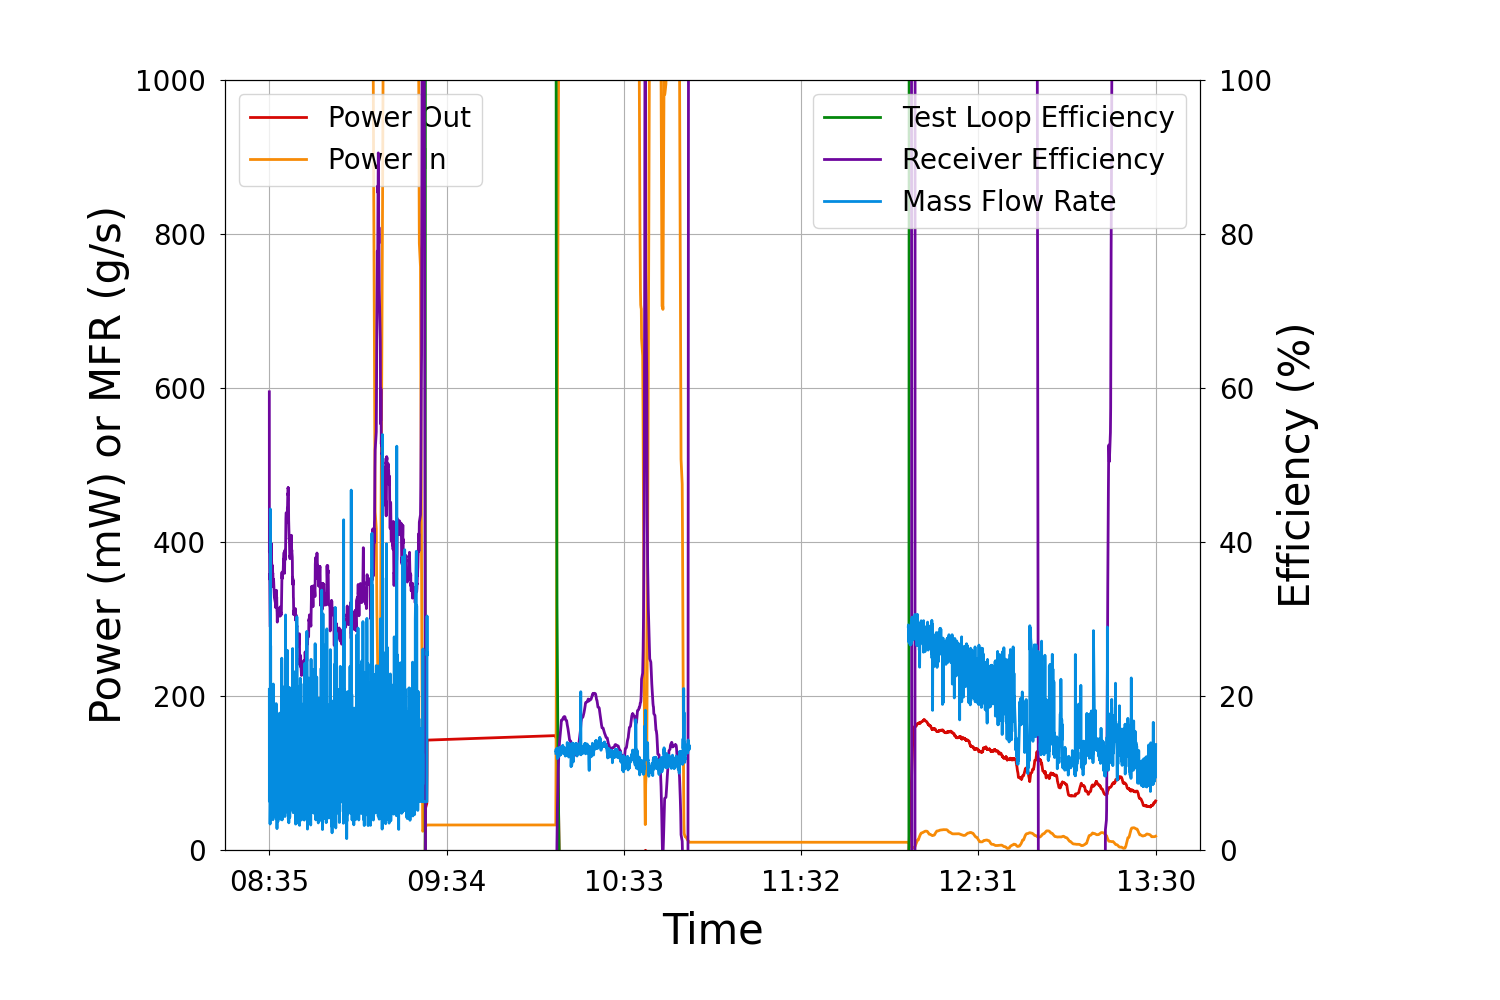 1000
800
600
400
200
0
Power (mW) or MFR (g/s)
Power Out
Power In
Test Loop Efficiency
Receiver Efficiency
Mass Flow Rate
100
80
60
40
20
0
Efficiency (%)
08:35 09:34 10:33 11:32 12:31 13:30
Time